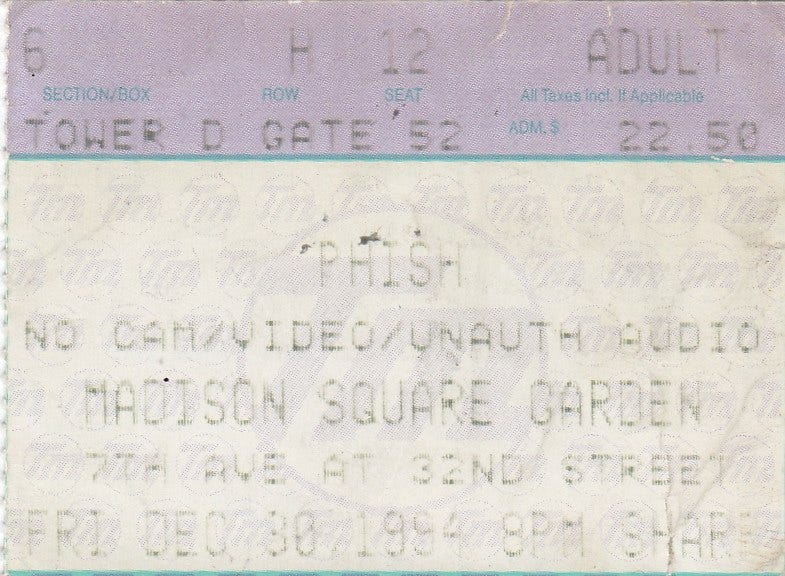 6 H 12 ADULT
SECTION/BOX ROW SEAT All Taxes Incl. If Applicable
TOWER D GATE 52 ADM. $ 22.50
PHISH
NO CAM/VIDEO/UNAUTH AUDIO
MADISON SQUARE GARDEN
7TH AVE AT 32ND STREET
FRI DEC 30, 1994 8PM SHARP